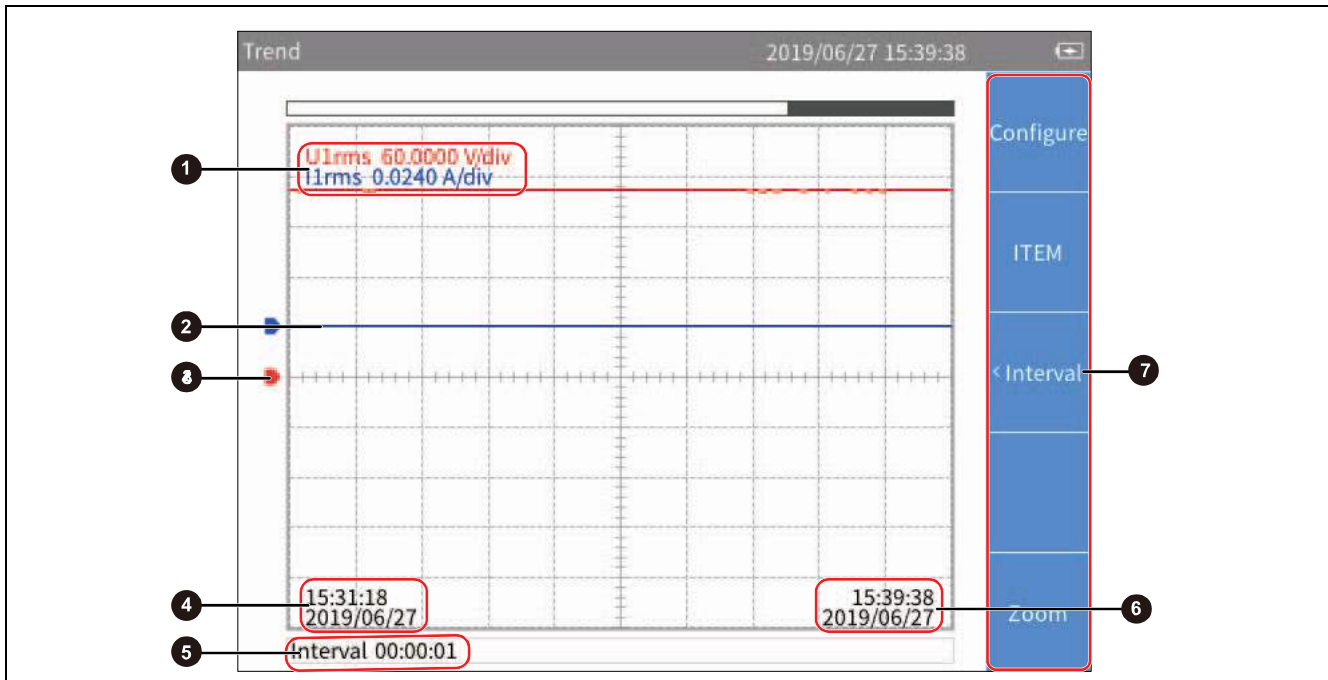 Trend 2019/06/27 15:39:38
Configure
U1rms 60.0000 V/div
1
I1rms 0.0240 A/div
ITEM
2
< Interval
7
15:31:18 15:39:38
4
6
2019/06/27 2019/06/27
Zoom
5
Interval 00:00:01